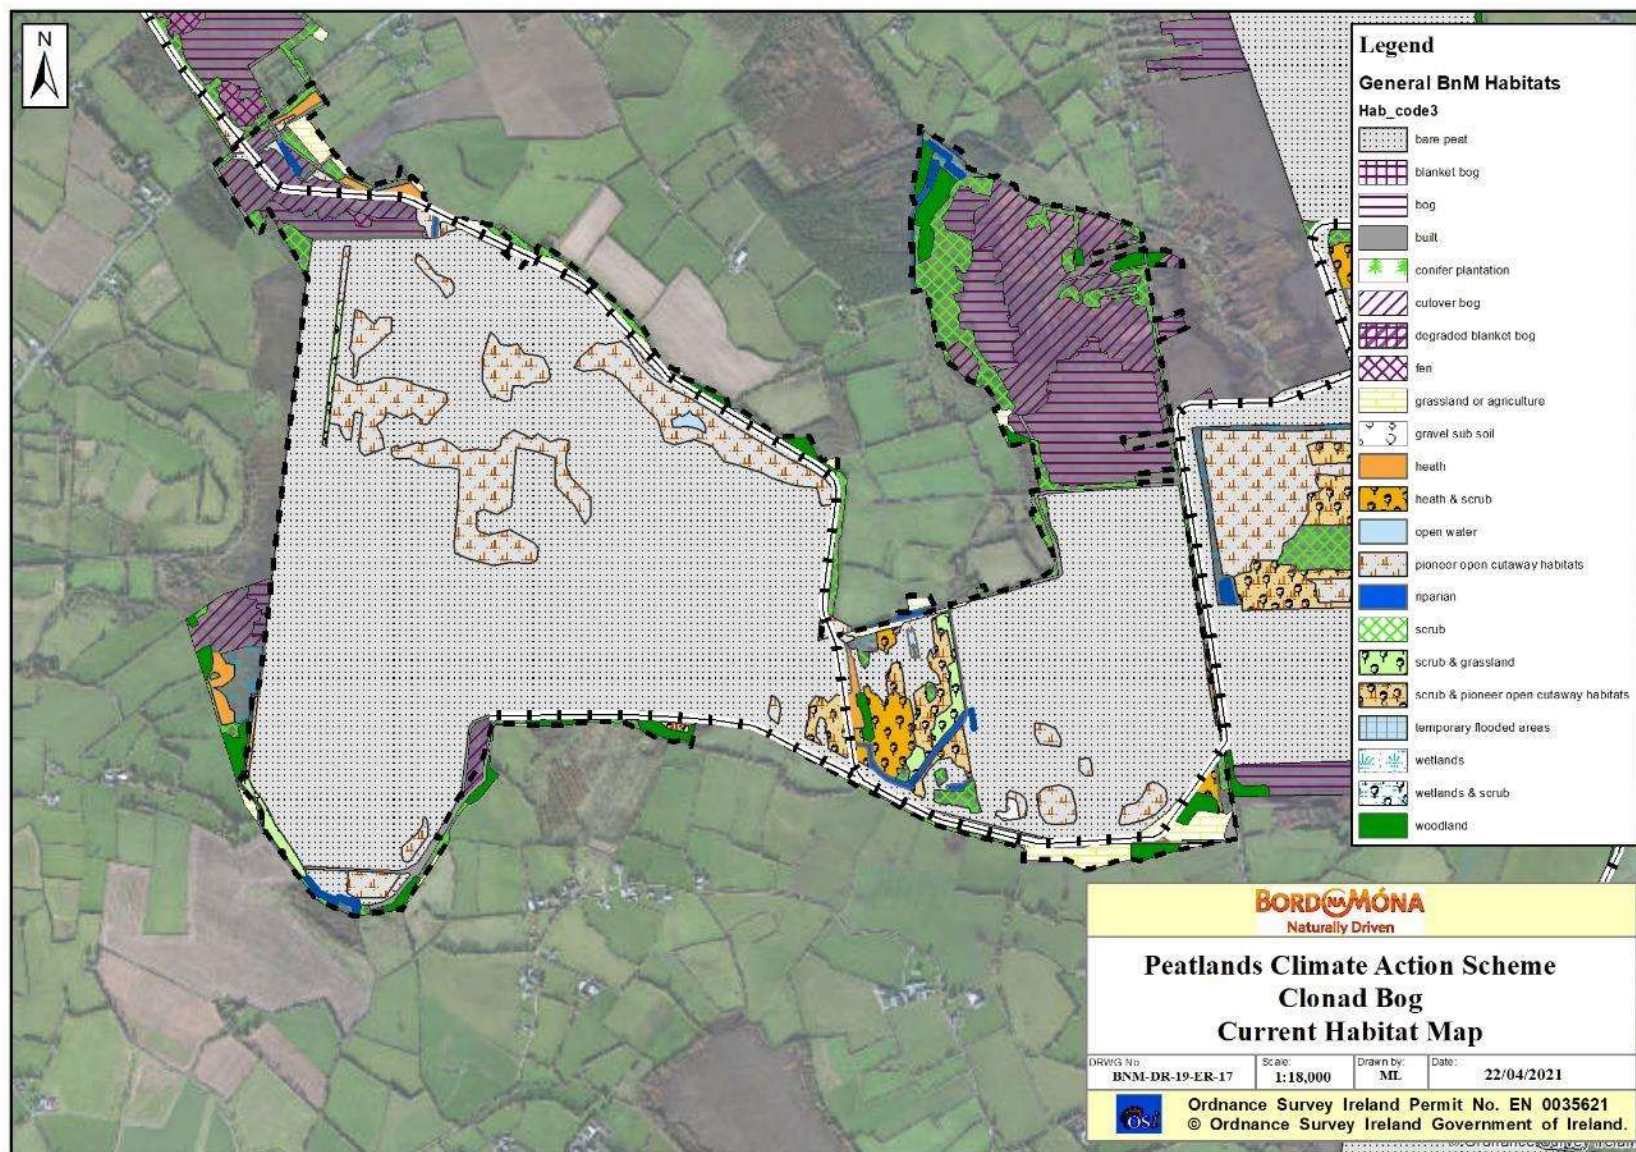 N
Legend
General BnM Habitats
Hab_code3
bare peat
blanket bog
bog
built
conifer plantation
cutover bog
degraded blanket bog
fen
grassland or agriculture
gravel sub soil
heath
heath & scrub
open water
pioneer open cutaway habitats
riparian
scrub
scrub & grassland
scrub & pioneer open cutaway habitats
temporary flooded areas
wetlands
wetlands & scrub
woodland
BORD NA MÓNA
Naturally Driven
Peatlands Climate Action Scheme
Clonad Bog
Current Habitat Map
DRWG No
BNM-DR-19-ER-17
Scale:
1:18,000
Drawn by:
ML
Date:
22/04/2021
OSi
Ordnance Survey Ireland Permit No. EN 0035621
© Ordnance Survey Ireland Government of Ireland.